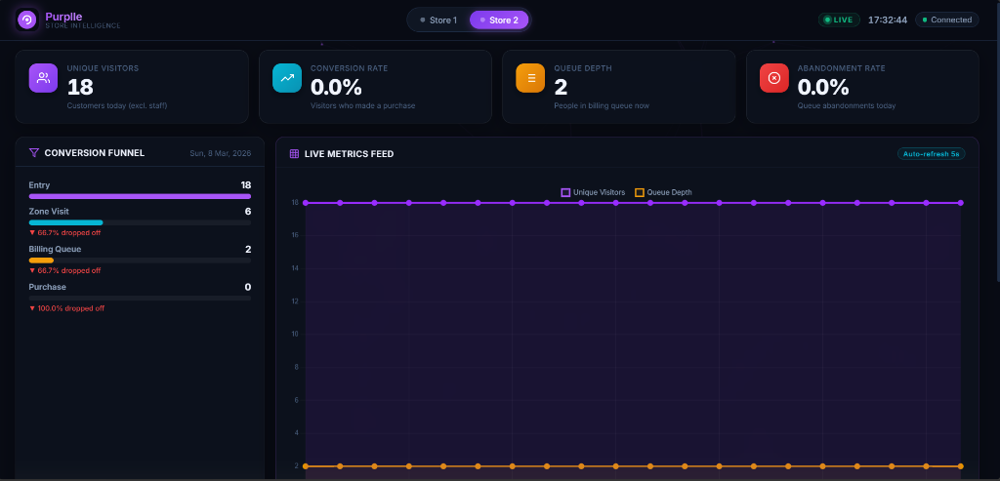 Purplle
STORE INTELLIGENCE
Store 1
Store 2
LIVE
17:32:44
Connected
UNIQUE VISITORS
18
Customers today (excl. staff)
CONVERSION RATE
0.0%
Visitors who made a purchase
QUEUE DEPTH
2
People in billing queue now
ABANDONMENT RATE
0.0%
Queue abandonments today
CONVERSION FUNNEL
Sun, 8 Mar, 2026
Entry 18
Zone Visit 6
▼ 66.7% dropped off
Billing Queue 2
▼ 66.7% dropped off
Purchase 0
▼ 100.0% dropped off
LIVE METRICS FEED
Auto-refresh 5s
Unique Visitors
Queue Depth
18
16
14
12
10
8
6
4
2